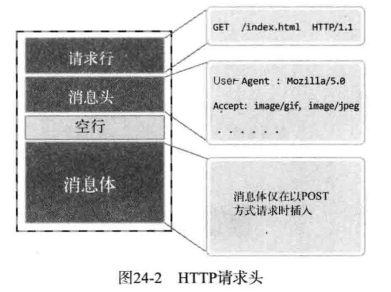 GET /index.html HTTP/1.1
请求行
User-Agent : Mozilla/5.0
消息头
Accept: image/gif, image/jpeg
......
空行
消息体
消息体仅在以POST
方式请求时插入
图24-2 HTTP请求头